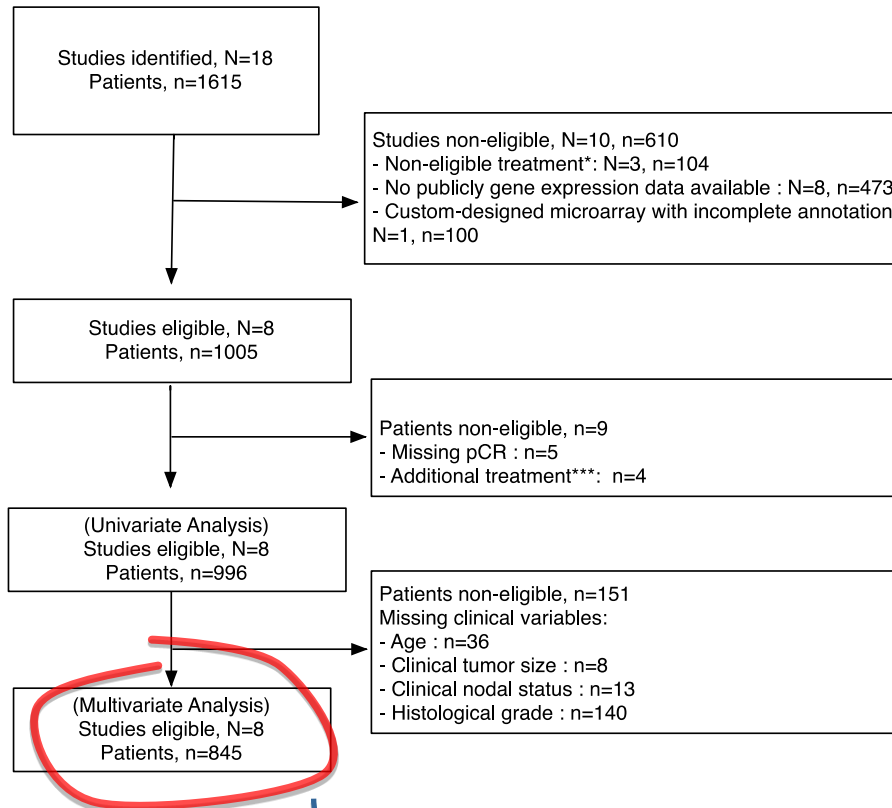 Studies identified, N=18
Patients, n=1615
Studies non-eligible, N=10, n=610
- Non-eligible treatment*: N=3, n=104
- No publicly gene expression data available : N=8, n=473
- Custom-designed microarray with incomplete annotation
N=1, n=100
Studies eligible, N=8
Patients, n=1005
Patients non-eligible, n=9
- Missing pCR : n=5
- Additional treatment***: n=4
(Univariate Analysis)
Studies eligible, N=8
Patients, n=996
Patients non-eligible, n=151
Missing clinical variables:
- Age : n=36
- Clinical tumor size : n=8
- Clinical nodal status : n=13
- Histological grade : n=140
(Multivariate Analysis)
Studies eligible, N=8
Patients, n=845